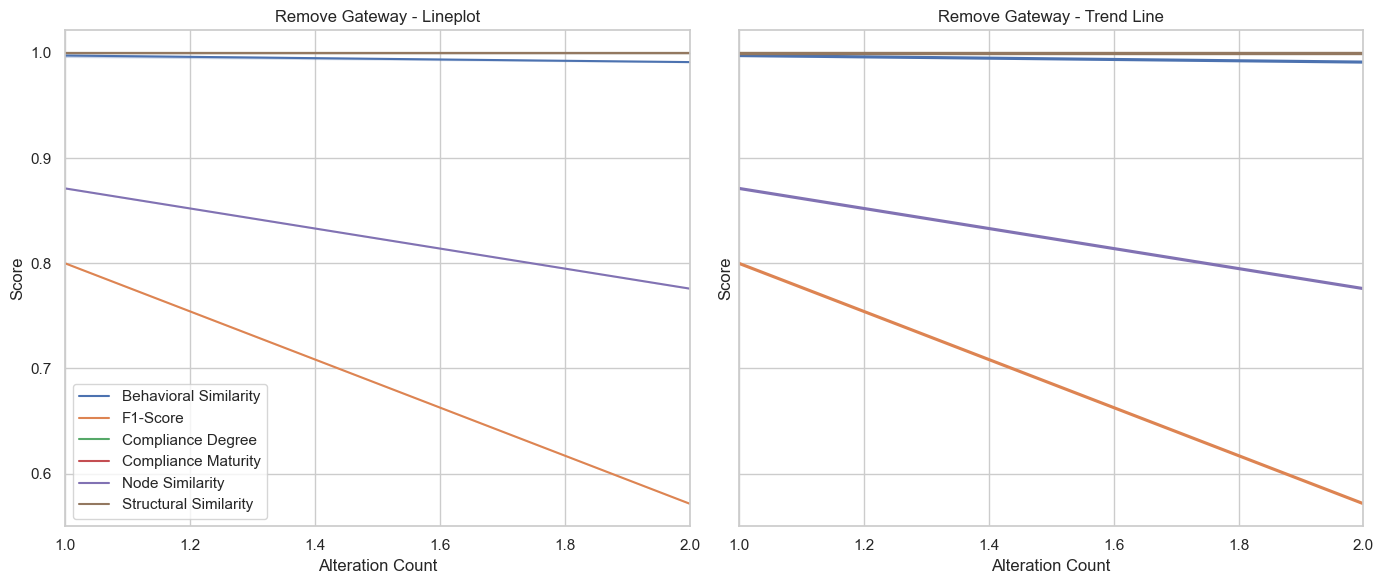 Remove Gateway - Lineplot
Score
1.0
0.9
0.8
0.7
0.6
Behavioral Similarity
F1-Score
Compliance Degree
Compliance Maturity
Node Similarity
Structural Similarity
1.0 1.2 1.4 1.6 1.8 2.0
Alteration Count
Remove Gateway - Trend Line
Score
1.0 1.2 1.4 1.6 1.8 2.0
Alteration Count